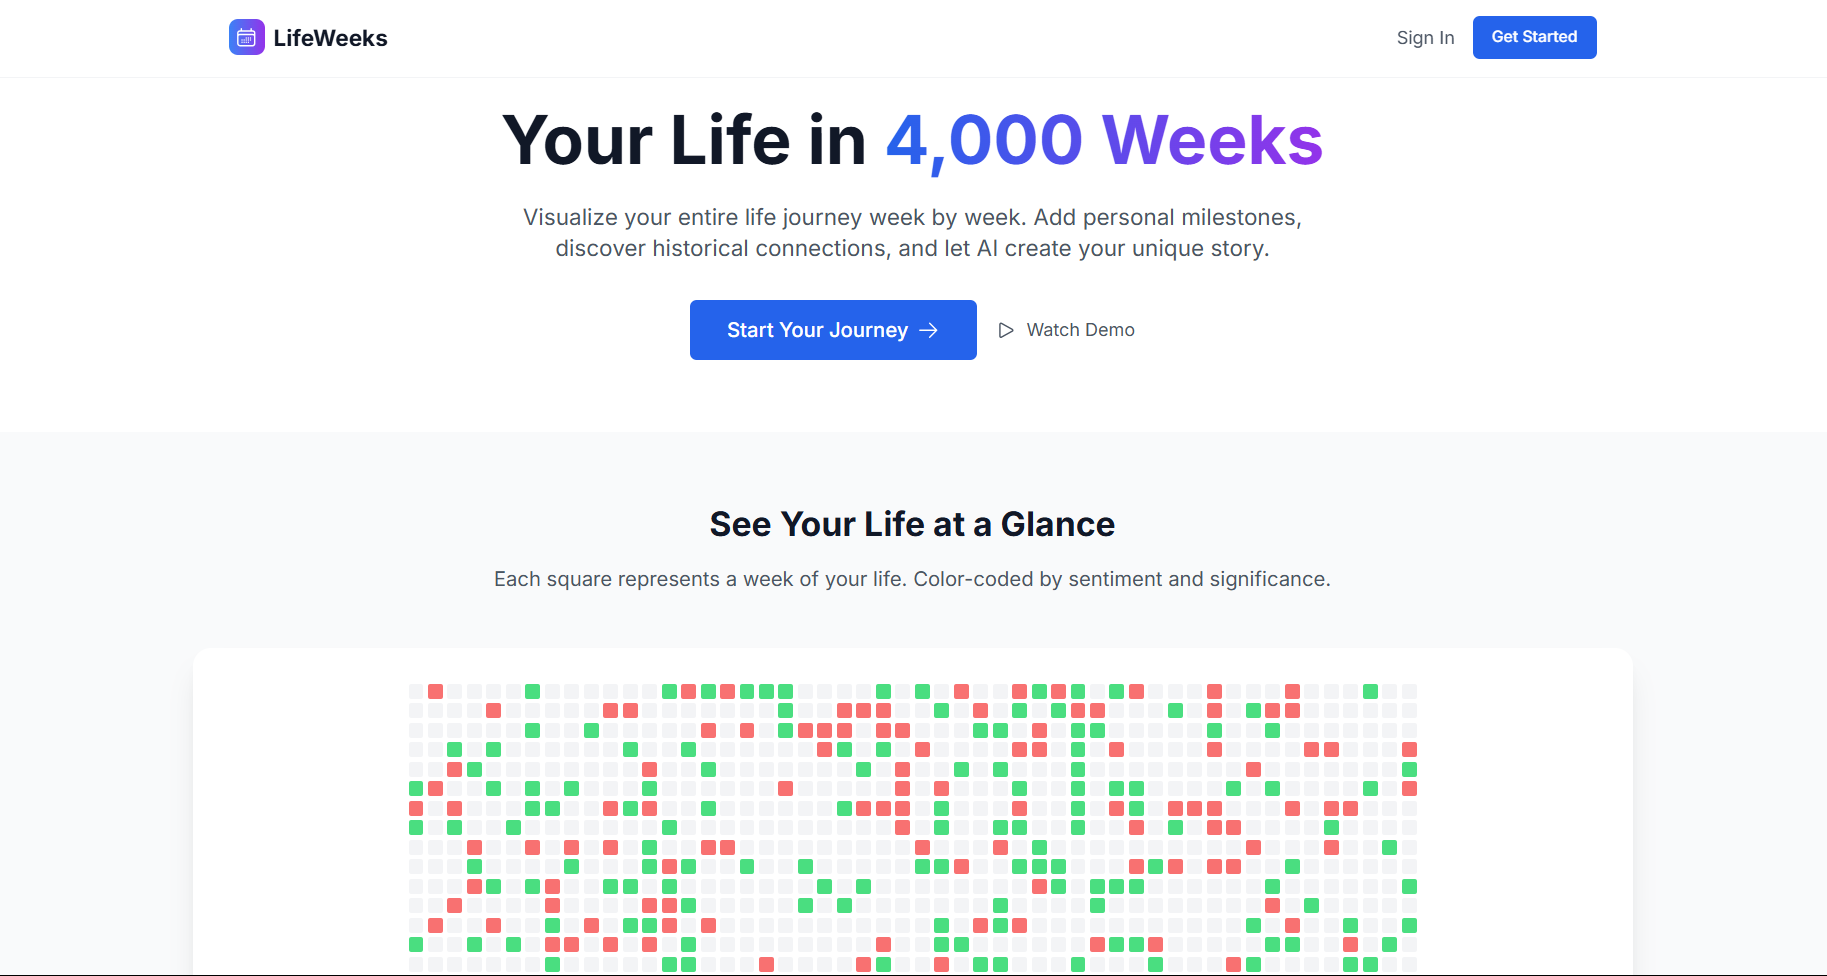 LifeWeeks
Sign In
Get Started
Your Life in 4,000 Weeks
Visualize your entire life journey week by week. Add personal milestones,
discover historical connections, and let AI create your unique story.
Start Your Journey →
Watch Demo
See Your Life at a Glance
Each square represents a week of your life. Color-coded by sentiment and significance.